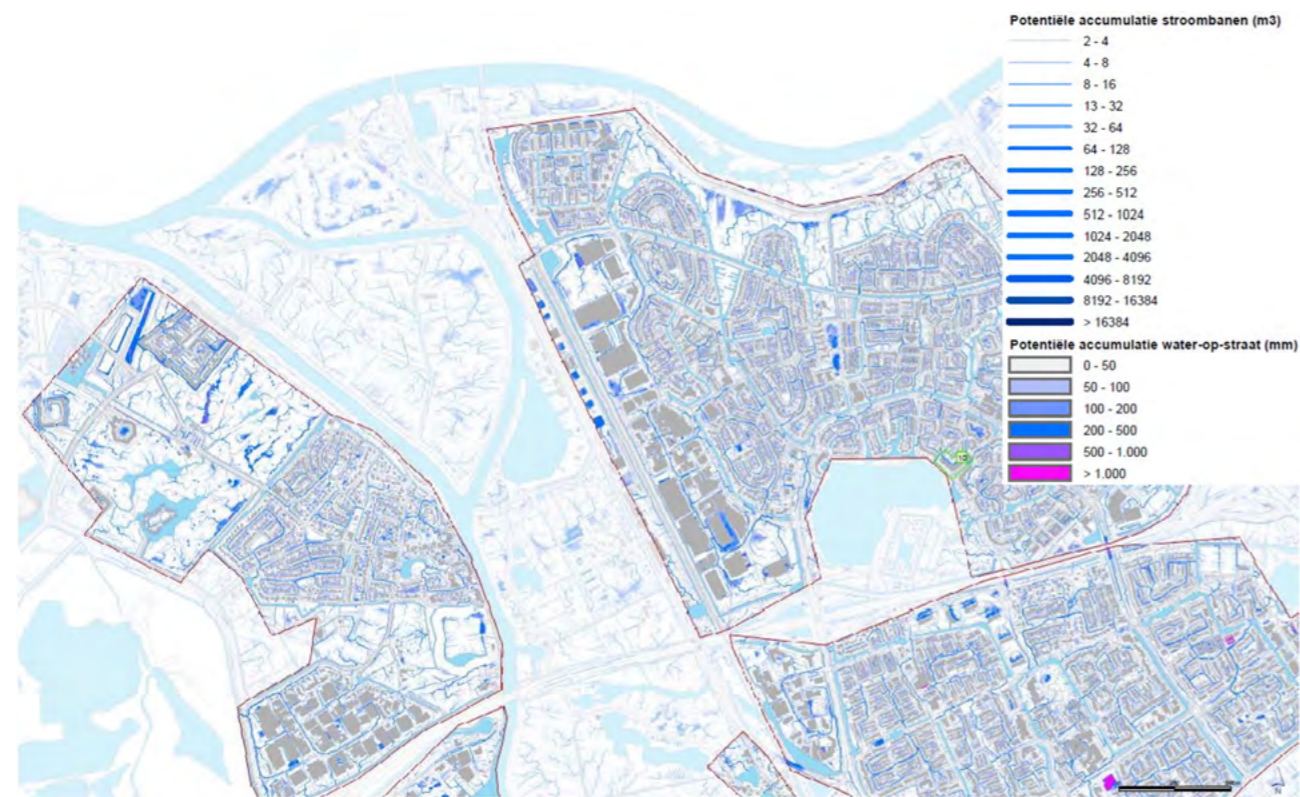 Potentiële accumulatie stroombanen (m3)
2 - 4
4 - 8
8 - 16
13 - 32
32 - 64
64 - 128
128 - 256
256 - 512
512 - 1024
1024 - 2048
2048 - 4096
4096 - 8192
8192 - 16384
> 16384
Potentiële accumulatie water-op-straat (mm)
0 - 50
50 - 100
100 - 200
200 - 500
500 - 1.000
> 1.000
N